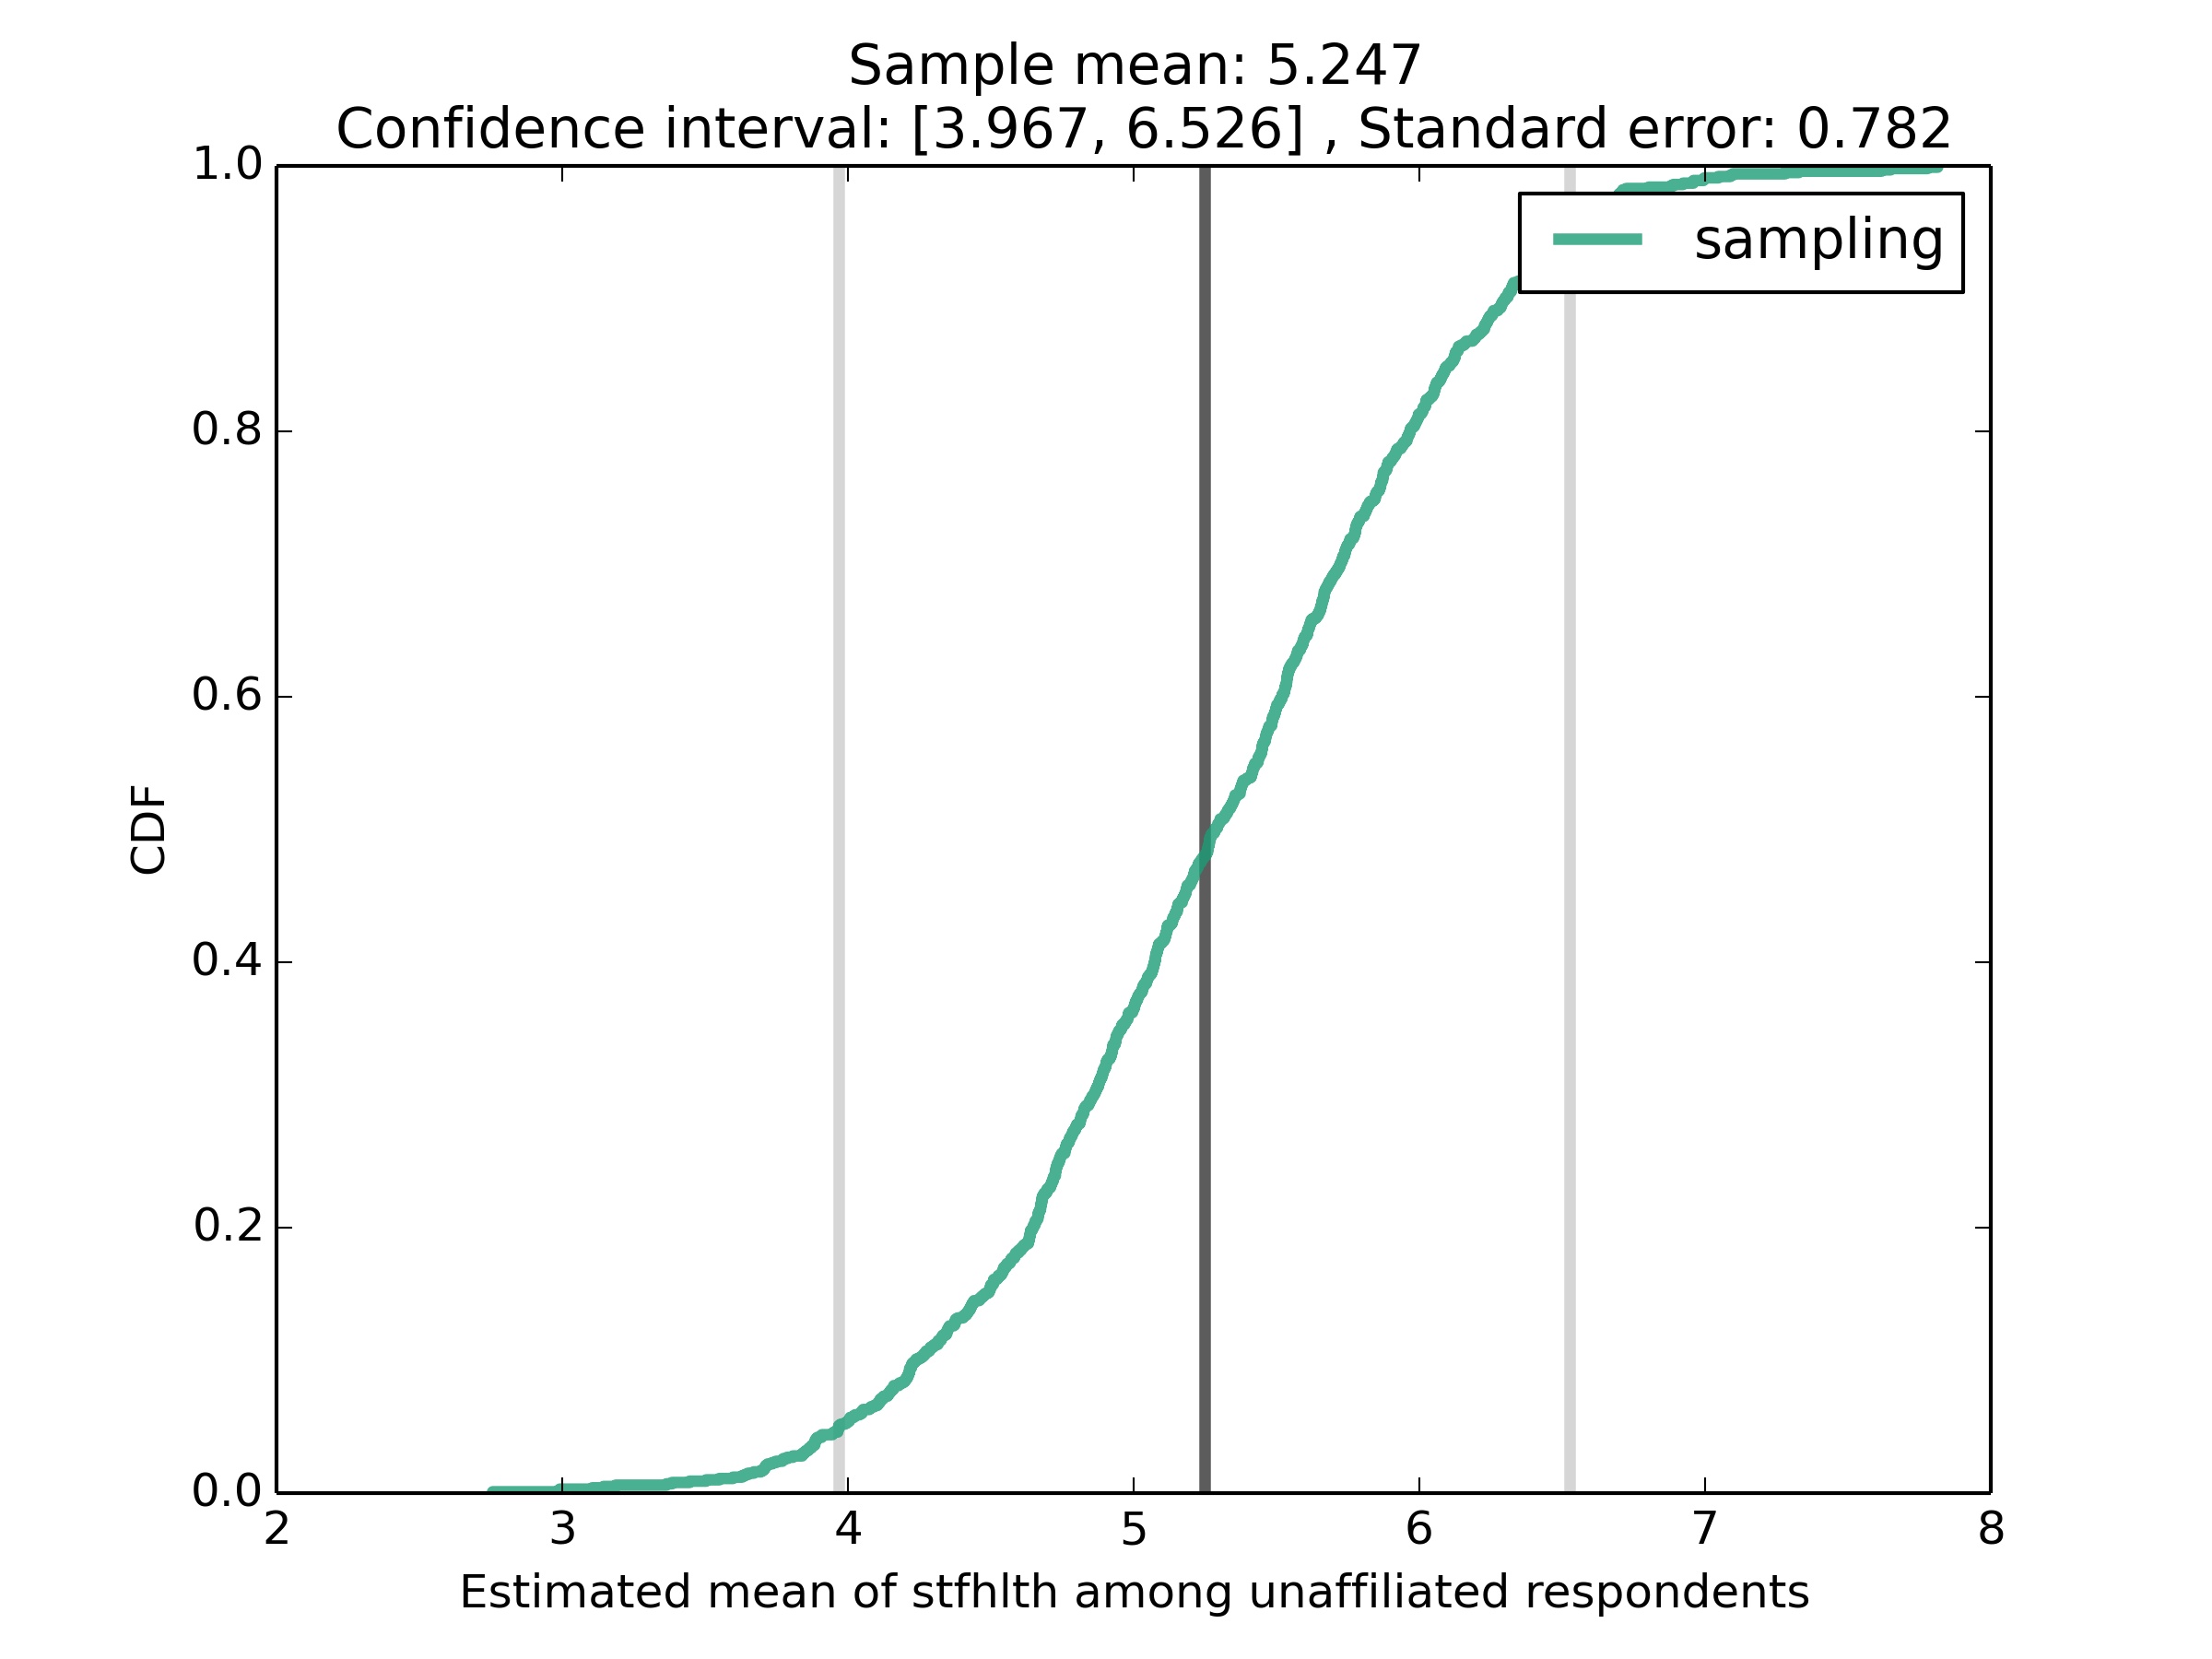 Sample mean: 5.247
Confidence interval: [3.967, 6.526] , Standard error: 0.782
1.0
sampling
0.8
0.6
CDF
0.4
0.2
0.0
2 3 4 5 6 7 8
Estimated mean of stfhlth among unaffiliated respondents